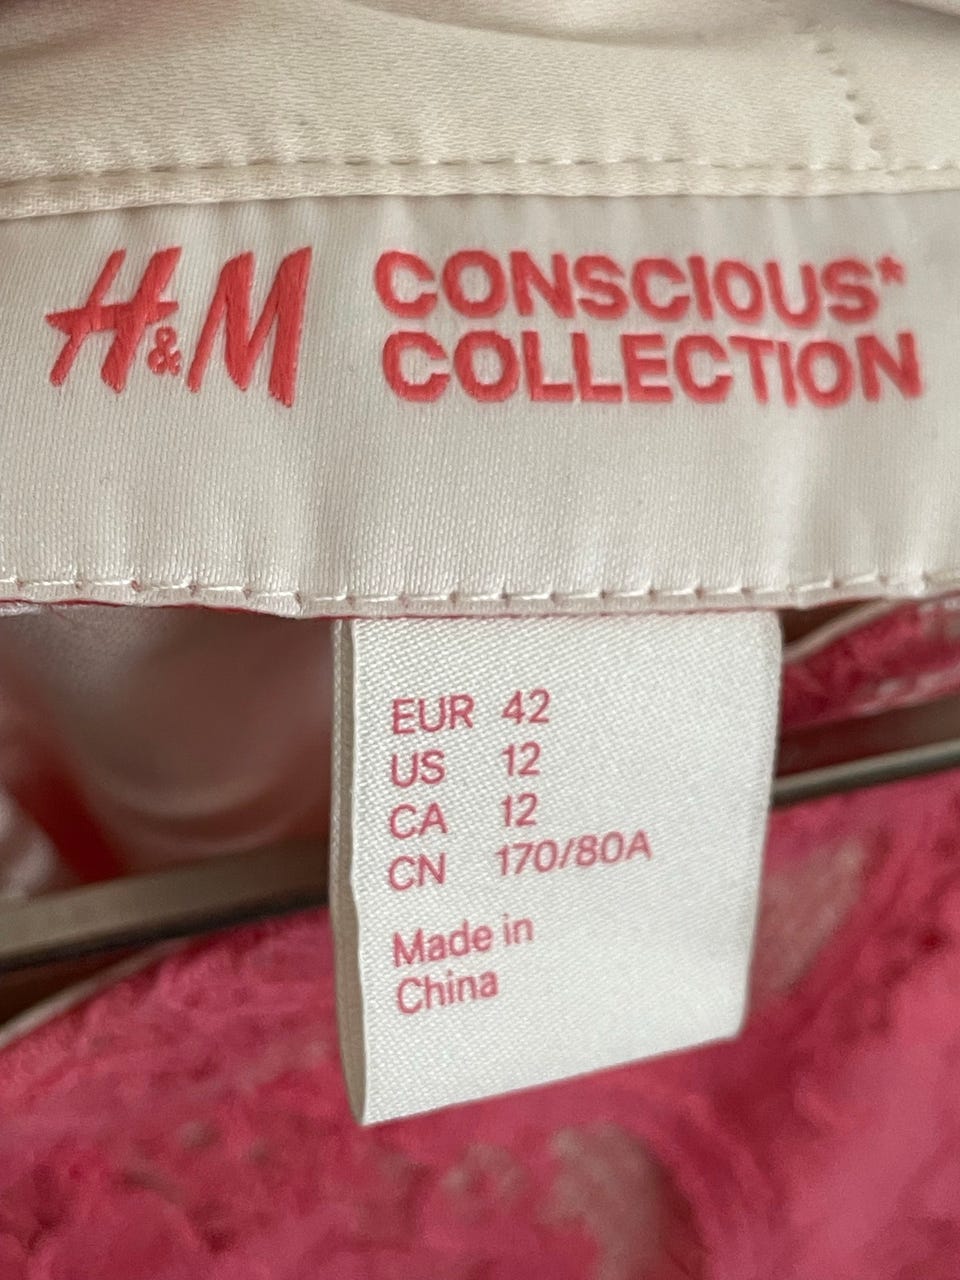 H&M CONSCIOUS*
COLLECTION
EUR 42
US 12
CA 12
CN 170/80A
Made in
China